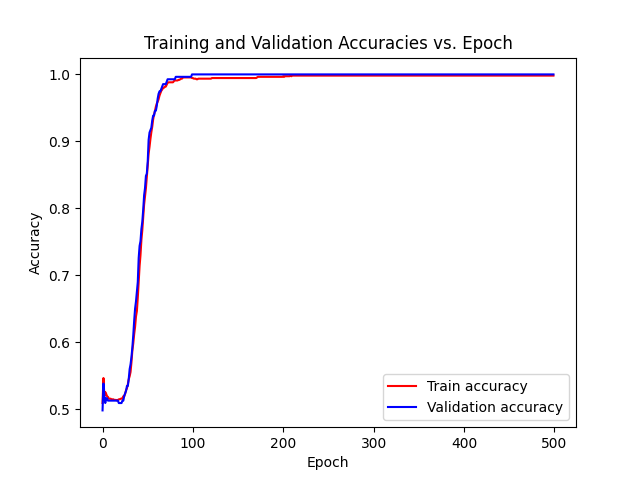 Training and Validation Accuracies vs. Epoch
Accuracy
1.0
0.9
0.8
0.7
0.6
0.5
Train accuracy
Validation accuracy
0
100
200
300
400
500
Epoch